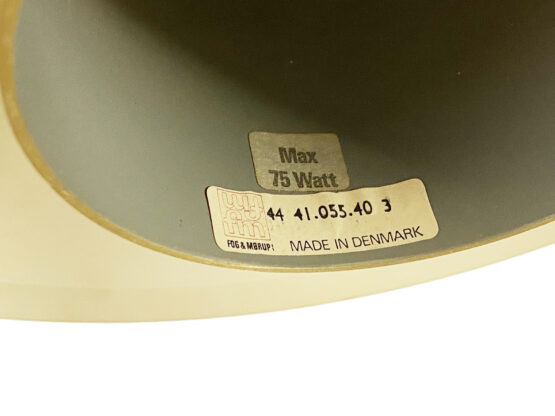 Max
75 Watt
44 41.055.40 3
FOG & MØRUP
MADE IN DENMARK